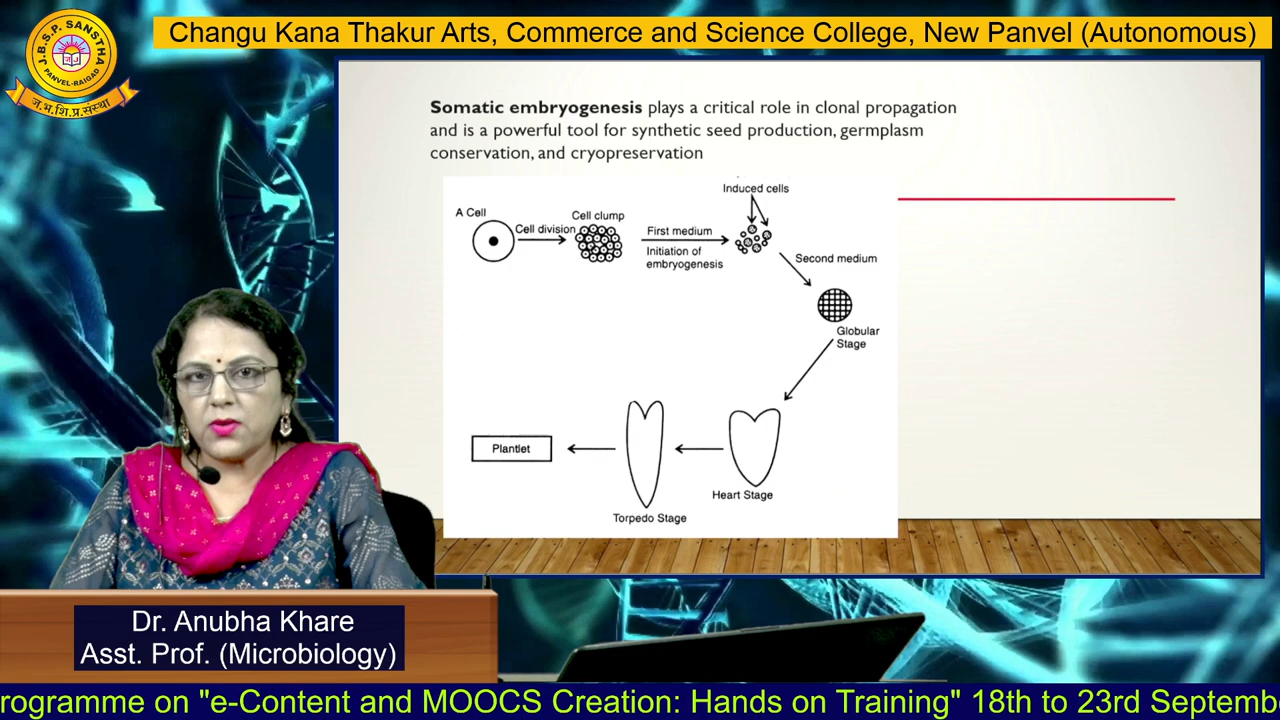 Changu Kana Thakur Arts, Commerce and Science College, New Panvel (Autonomous)
J.B.S.P. SANSTHA
PANVEL-RAIGAD
ज.भ.शि.प्र.संस्था
Somatic embryogenesis plays a critical role in clonal propagation
and is a powerful tool for synthetic seed production, germplasm
conservation, and cryopreservation
Induced cells
A Cell
Cell division
Cell clump
First medium
Initiation of
embryogenesis
Second medium
Globular
Stage
Heart Stage
Torpedo Stage
Plantlet
Dr. Anubha Khare
Asst. Prof. (Microbiology)
rogramme on "e-Content and MOOCS Creation: Hands on Training" 18th to 23rd Septemb